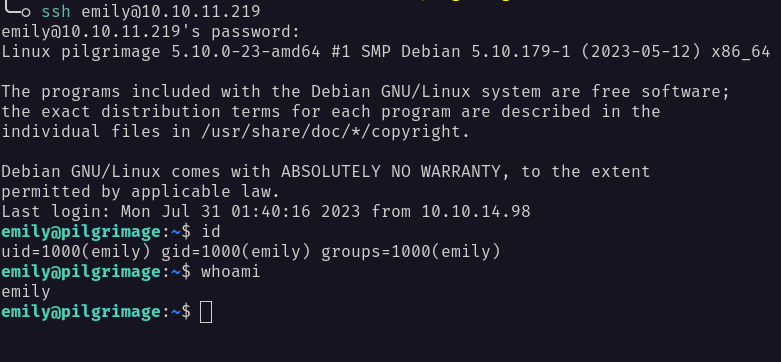 ssh emily@10.10.11.219
emily@10.10.11.219's password:
Linux pilgrimage 5.10.0-23-amd64 #1 SMP Debian 5.10.179-1 (2023-05-12) x86_64
The programs included with the Debian GNU/Linux system are free software;
the exact distribution terms for each program are described in the
individual files in /usr/share/doc/*/copyright.
Debian GNU/Linux comes with ABSOLUTELY NO WARRANTY, to the extent
permitted by applicable law.
Last login: Mon Jul 31 01:40:16 2023 from 10.10.14.98
emily@pilgrimage:~$ id
uid=1000(emily) gid=1000(emily) groups=1000(emily)
emily@pilgrimage:~$ whoami
emily
emily@pilgrimage:~$